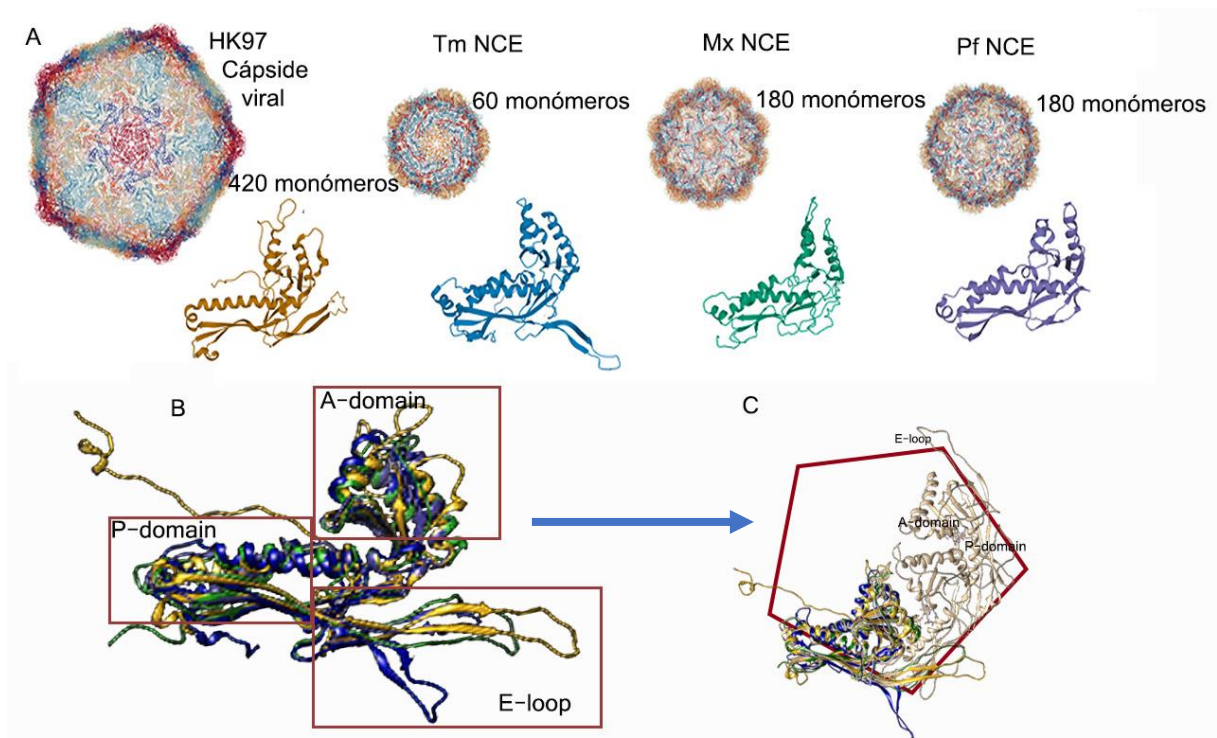 A
HK97
Cápside
viral
420 monómeros
Tm NCE
60 monómeros
Mx NCE
180 monómeros
Pf NCE
180 monómeros
B
A-domain
P-domain
E-loop
C
E-loop
A-domain
P-domain